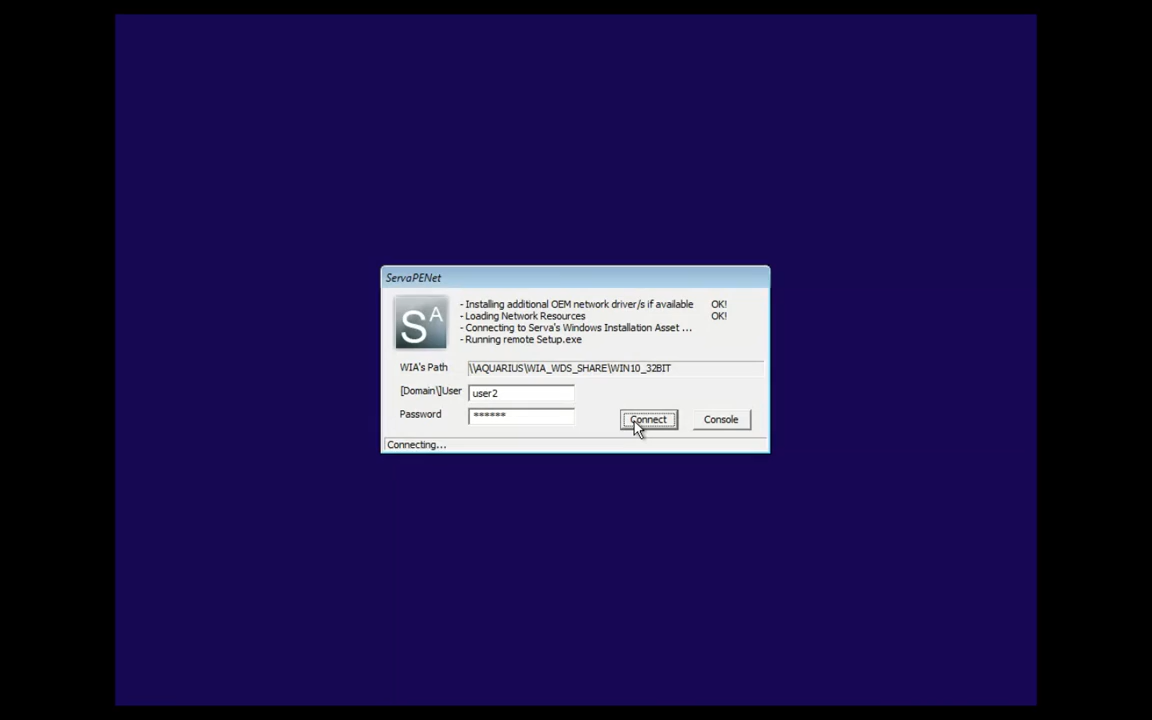 ServaPENet
SA
- Installing additional OEM network driver/s if available OK!
- Loading Network Resources OK!
- Connecting to Serva's Windows Installation Asset ...
- Running remote Setup.exe
WIA's Path \\AQUARIUS\WIA_WDS_SHARE\WIN10_32BIT
[Domain\]User user2
Password ******
Connect Console
Connecting...